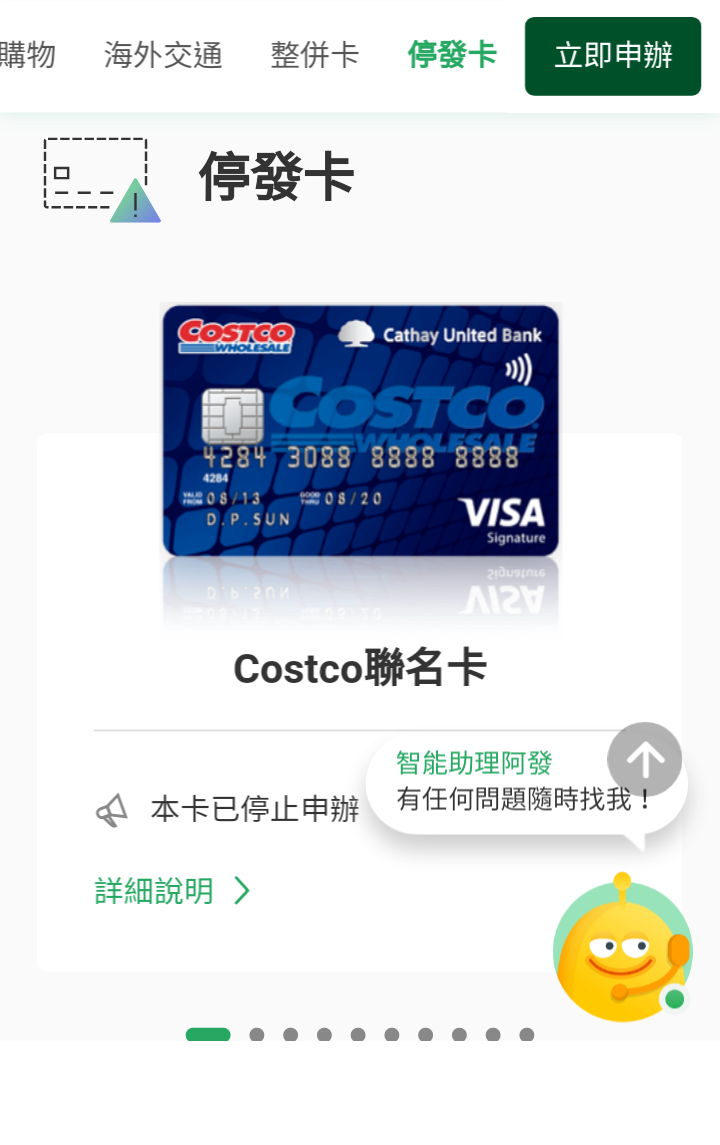 購物 海外交通 整併卡 停發卡 立即申辦
停發卡
COSTCO WHOLESALE Cathay United Bank
COSTCO
WHOLESALE
4284 3088 8888 8888
4284
VALID FROM 08/13 GOOD THRU 08/20
D.P.SUN
VISA
Signature
Costco聯名卡
智能助理阿發
有任何問題隨時找我！
本卡已停止申辦
詳細說明